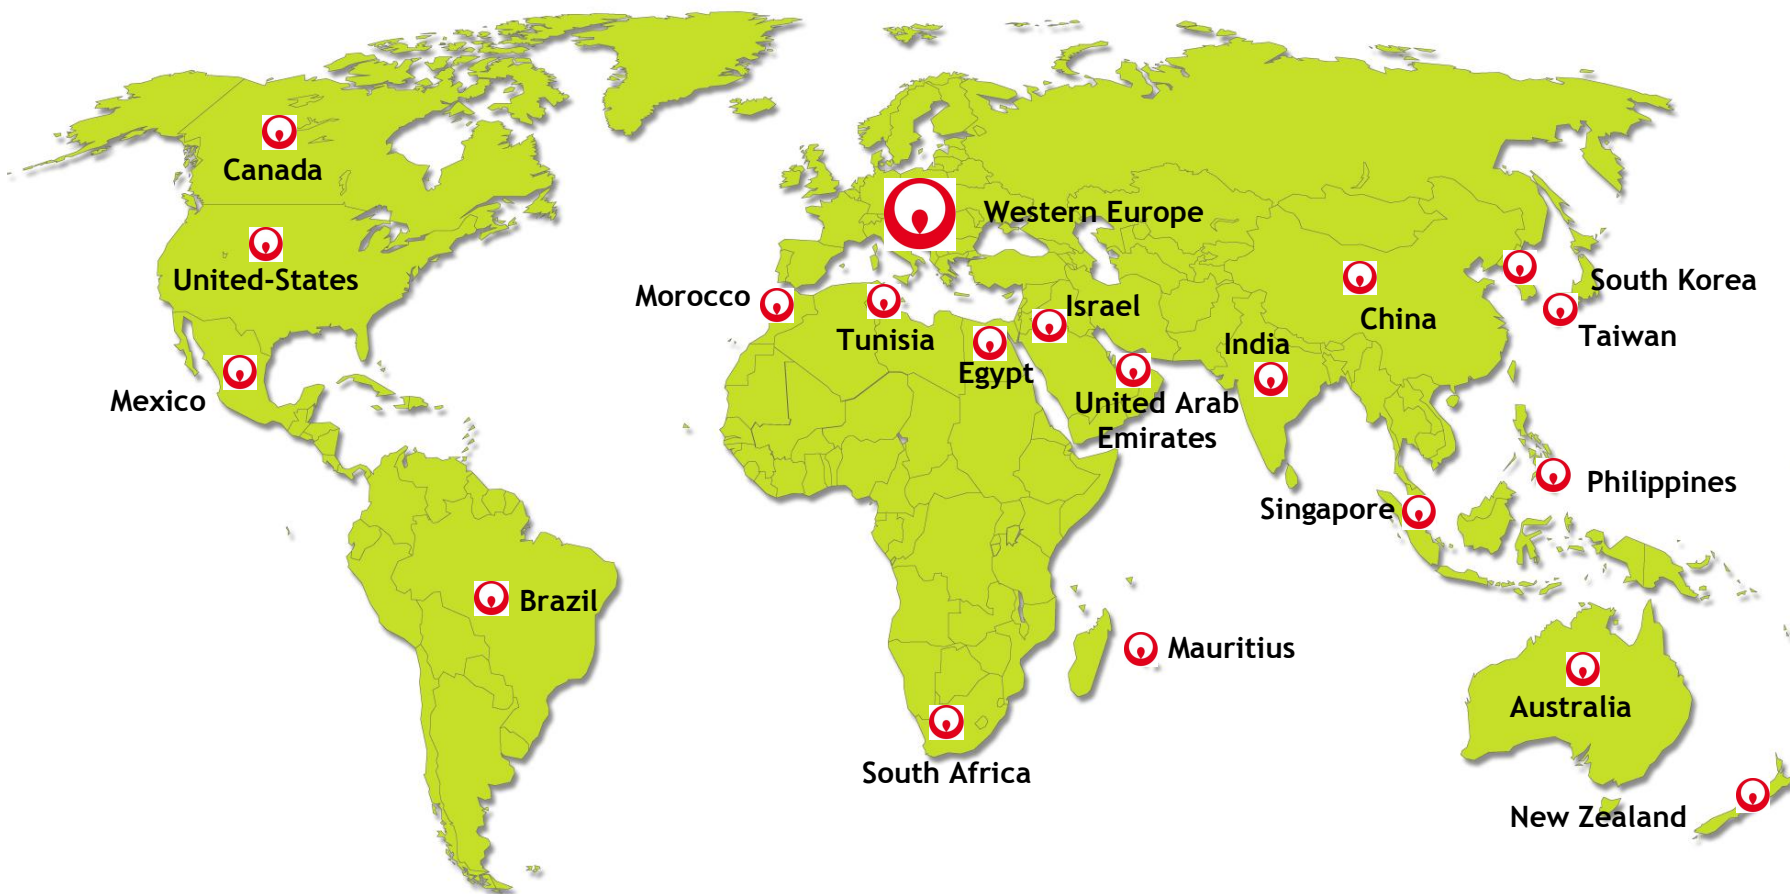 Canada
Western Europe
United-States
South Korea
Morocco
Israel
China
Taiwan
Tunisia
India
Egypt
Mexico
United Arab
Emirates
Philippines
Singapore
Brazil
Mauritius
Australia
South Africa
New Zealand